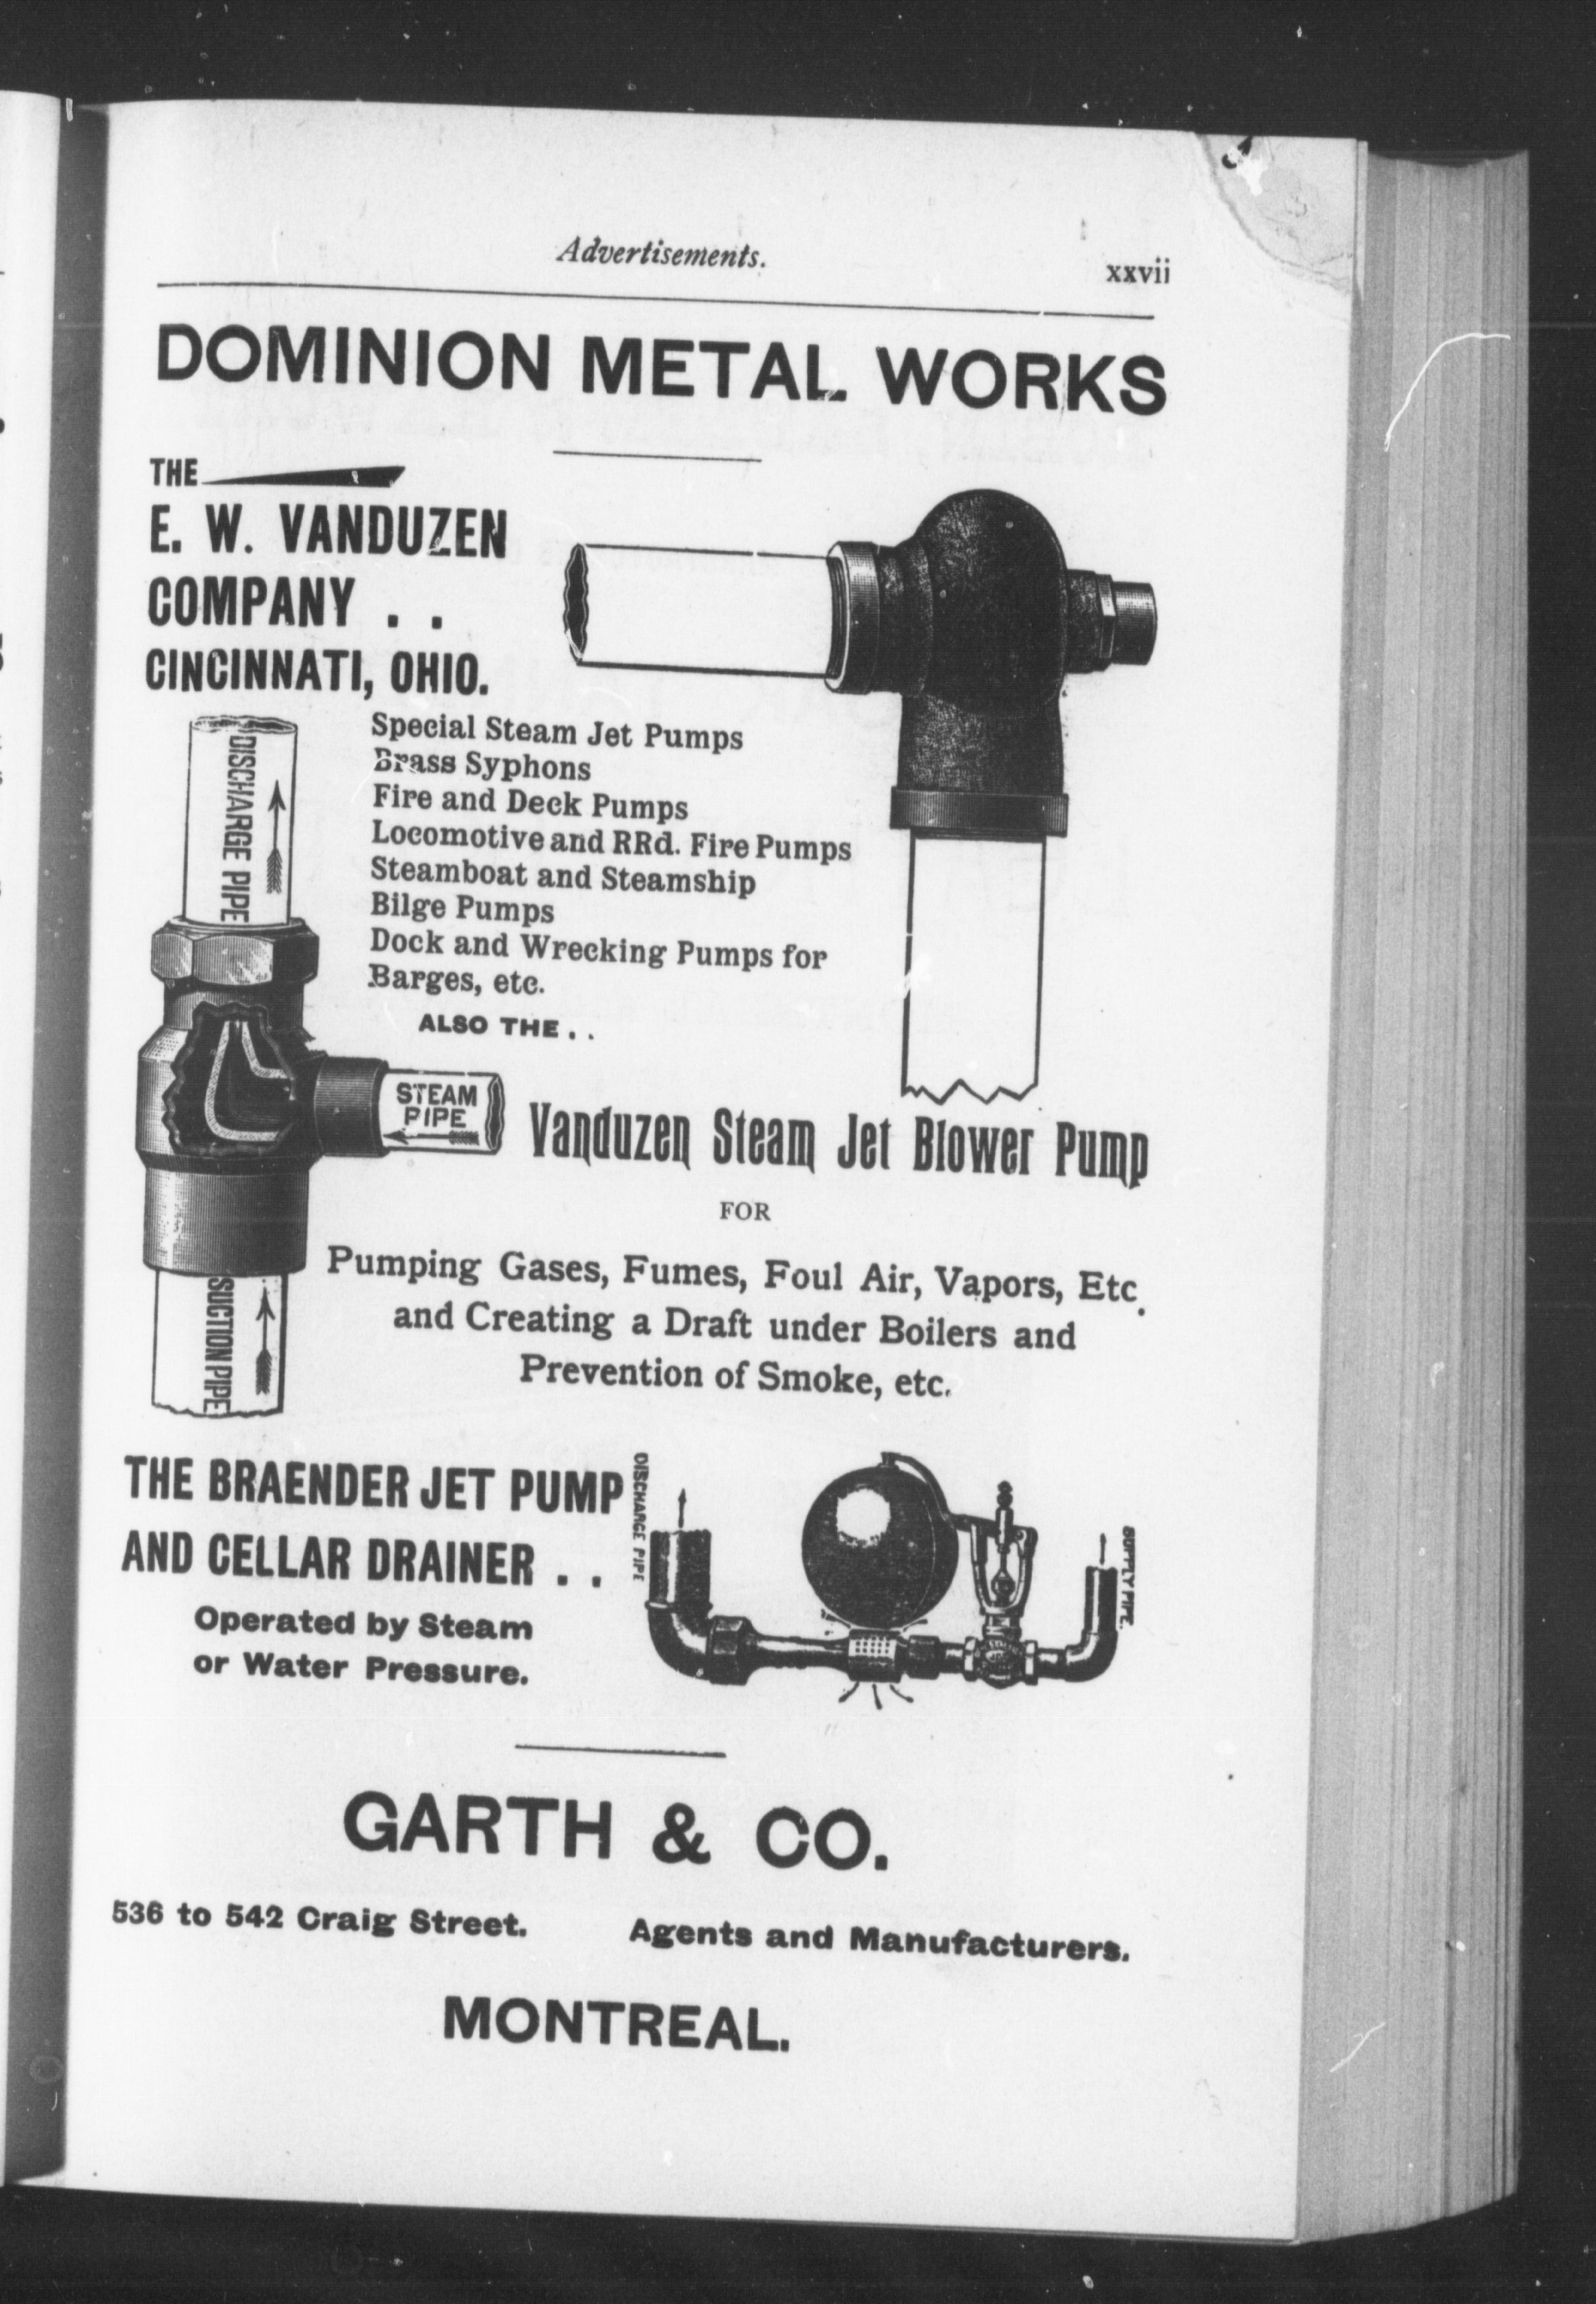 Advertisements.
xxvii
DOMINION METAL WORKS
THE
E. W. VANDUZEN
COMPANY . .
CINCINNATI, OHIO.
Special Steam Jet Pumps
Brass Syphons
Fire and Deck Pumps
Locomotive and RRd. Fire Pumps
Steamboat and Steamship
Bilge Pumps
Dock and Wrecking Pumps for
Barges, etc.
ALSO THE . .
DISCHARGE PIPE
STEAM
PIPE
SUCTION PIPE
Vanduzen Steam Jet Blower Pump
FOR
Pumping Gases, Fumes, Foul Air, Vapors, Etc.
and Creating a Draft under Boilers and
Prevention of Smoke, etc.
THE BRAENDER JET PUMP
AND CELLAR DRAINER . .
Operated by Steam
or Water Pressure.
DISCHARGE PIPE
SUPPLY PIPE.
GARTH & CO.
536 to 542 Craig Street.
Agents and Manufacturers.
MONTREAL.